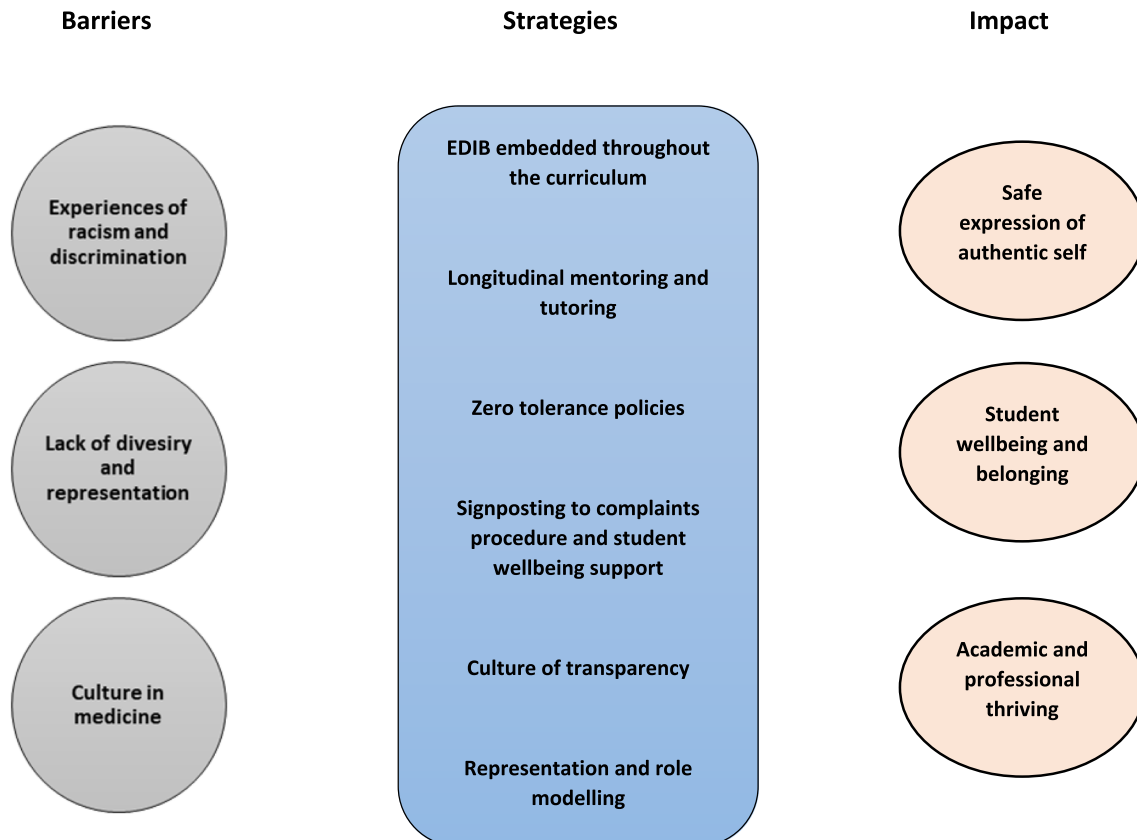 Barriers
Strategies
Impact
Experiences of
racism and
discrimination
Lack of divesiry
and
representation
Culture in
medicine
EDIB embedded throughout
the curriculum
Longitudinal mentoring and
tutoring
Zero tolerance policies
Signposting to complaints
procedure and student
wellbeing support
Culture of transparency
Representation and role
modelling
Safe
expression of
authentic self
Student
wellbeing and
belonging
Academic and
professional
thriving